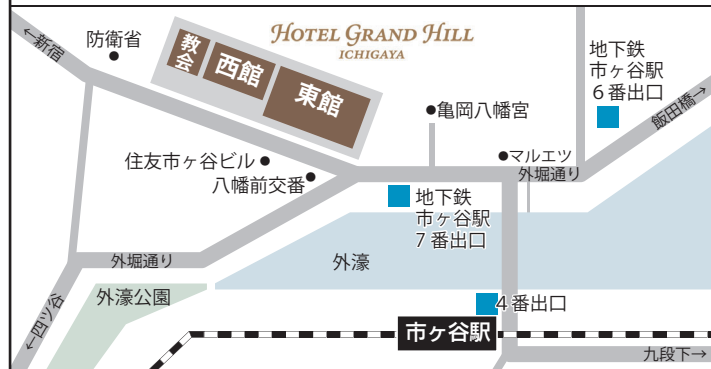 HOTEL GRAND HILL
ICHIGAYA
←新宿
防衛省
教会
西館
東館
地下鉄
市ヶ谷駅
6番出口
飯田橋→
亀岡八幡宮
マルエツ
外堀通り
住友市ヶ谷ビル
八幡前交番
地下鉄
市ヶ谷駅
7番出口
外堀通り
外濠
外濠公園
4番出口
←四ツ谷
市ヶ谷駅
九段下→